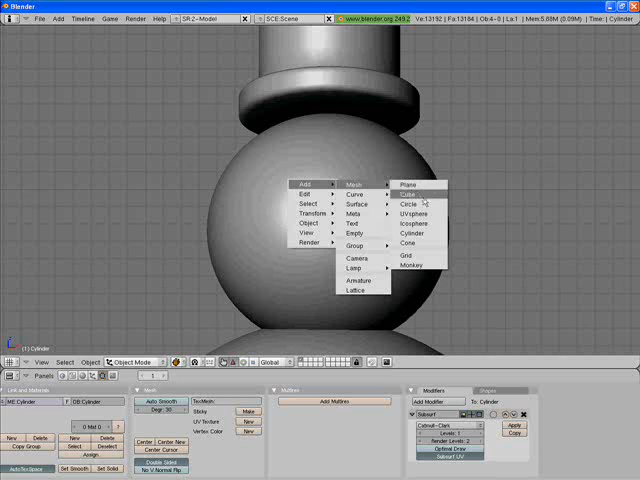 Blender
File Add Timeline Game Render Help SR:2-Model SCE:Scene www.blender.org 249.2 Ve:13192 | Fa:13184 | Ob:4-0 | La:1 | Mem:5.88M (0.09M) | Time: | Cylinder
Add Mesh Plane
Edit Curve Cube
Select Surface Circle
Transform Meta UVsphere
Object Text Icosphere
View Empty Cylinder
Render Group Cone
Camera Grid
Lamp Monkey
Armature
Lattice
(1) Cylinder
View Select Object Object Mode Global
Panels 1
Link and Materials Mesh Multires Modifiers Shapes
ME:Cylinder F OB:Cylinder Auto Smooth TexMesh: Add Multires Add Modifier To: Cylinder
Degr: 30 Sticky Make Subsurf
0 Mat 0 ? UV Texture New Catmull-Clark Apply
New Delete New Delete Vertex Color New Levels: 1 Copy
Copy Group Select Deselect Center Center New Render Levels: 2
Assign Center Cursor Optimal Draw
AutoTexSpace Set Smooth Set Solid Double Sided Subsurf UV
No V.Normal Flip